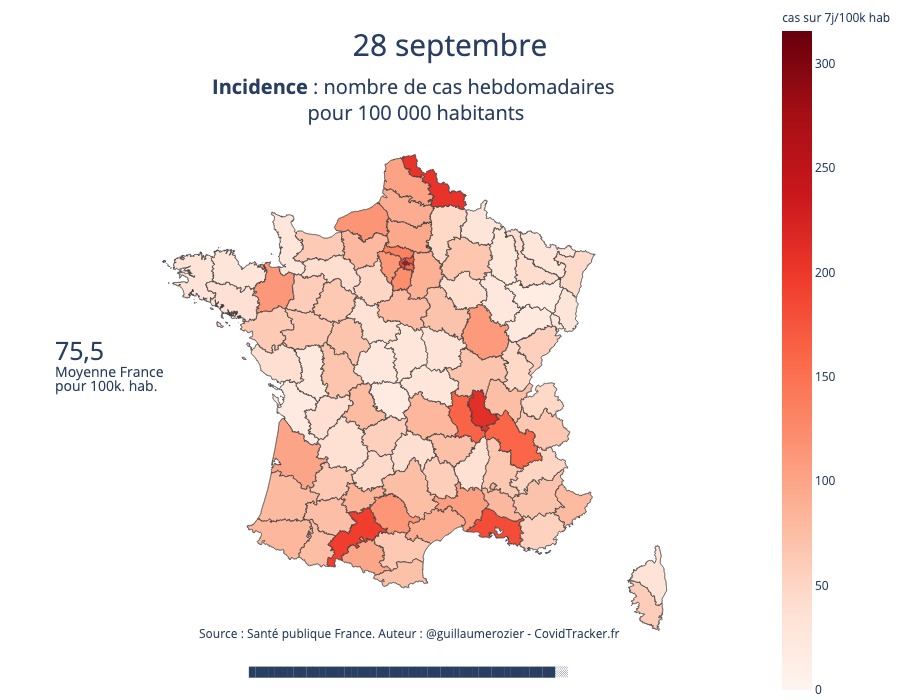 cas sur 7j/100k hab
28 septembre
Incidence : nombre de cas hebdomadaires
pour 100 000 habitants
300
250
200
150
100
50
0
75,5
Moyenne France
pour 100k. hab.
Source : Santé publique France. Auteur : @guillaumerozier - CovidTracker.fr